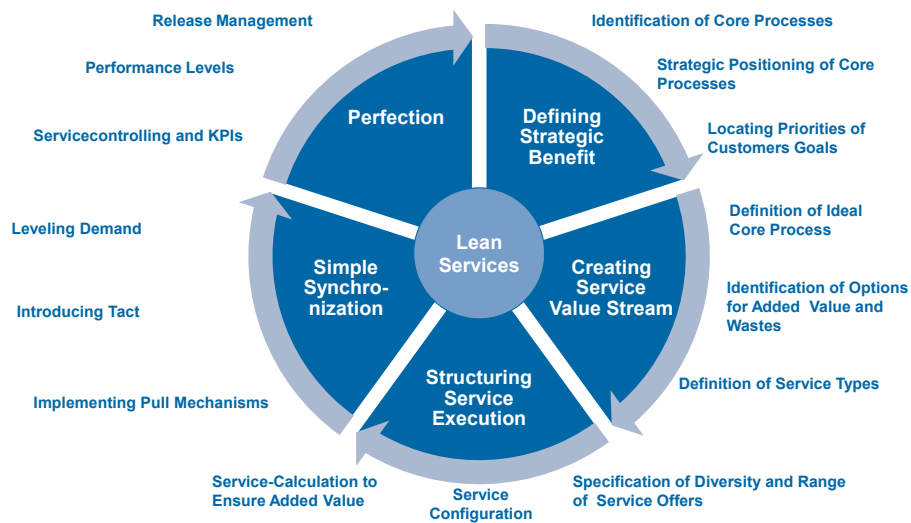 Release Management
Identification of Core Processes
Performance Levels
Strategic Positioning of Core
Processes
Perfection
Defining
Strategic
Benefit
Servicecontrolling and KPIs
Locating Priorities of
Customers Goals
Leveling Demand
Definition of Ideal
Core Process
Lean
Services
Simple
Synchro-
nization
Creating
Service
Value Stream
Introducing Tact
Identification of Options
for Added Value and
Wastes
Structuring
Service
Execution
Implementing Pull Mechanisms
Definition of Service Types
Service-Calculation to
Ensure Added Value
Service
Configuration
Specification of Diversity and Range
of Service Offers